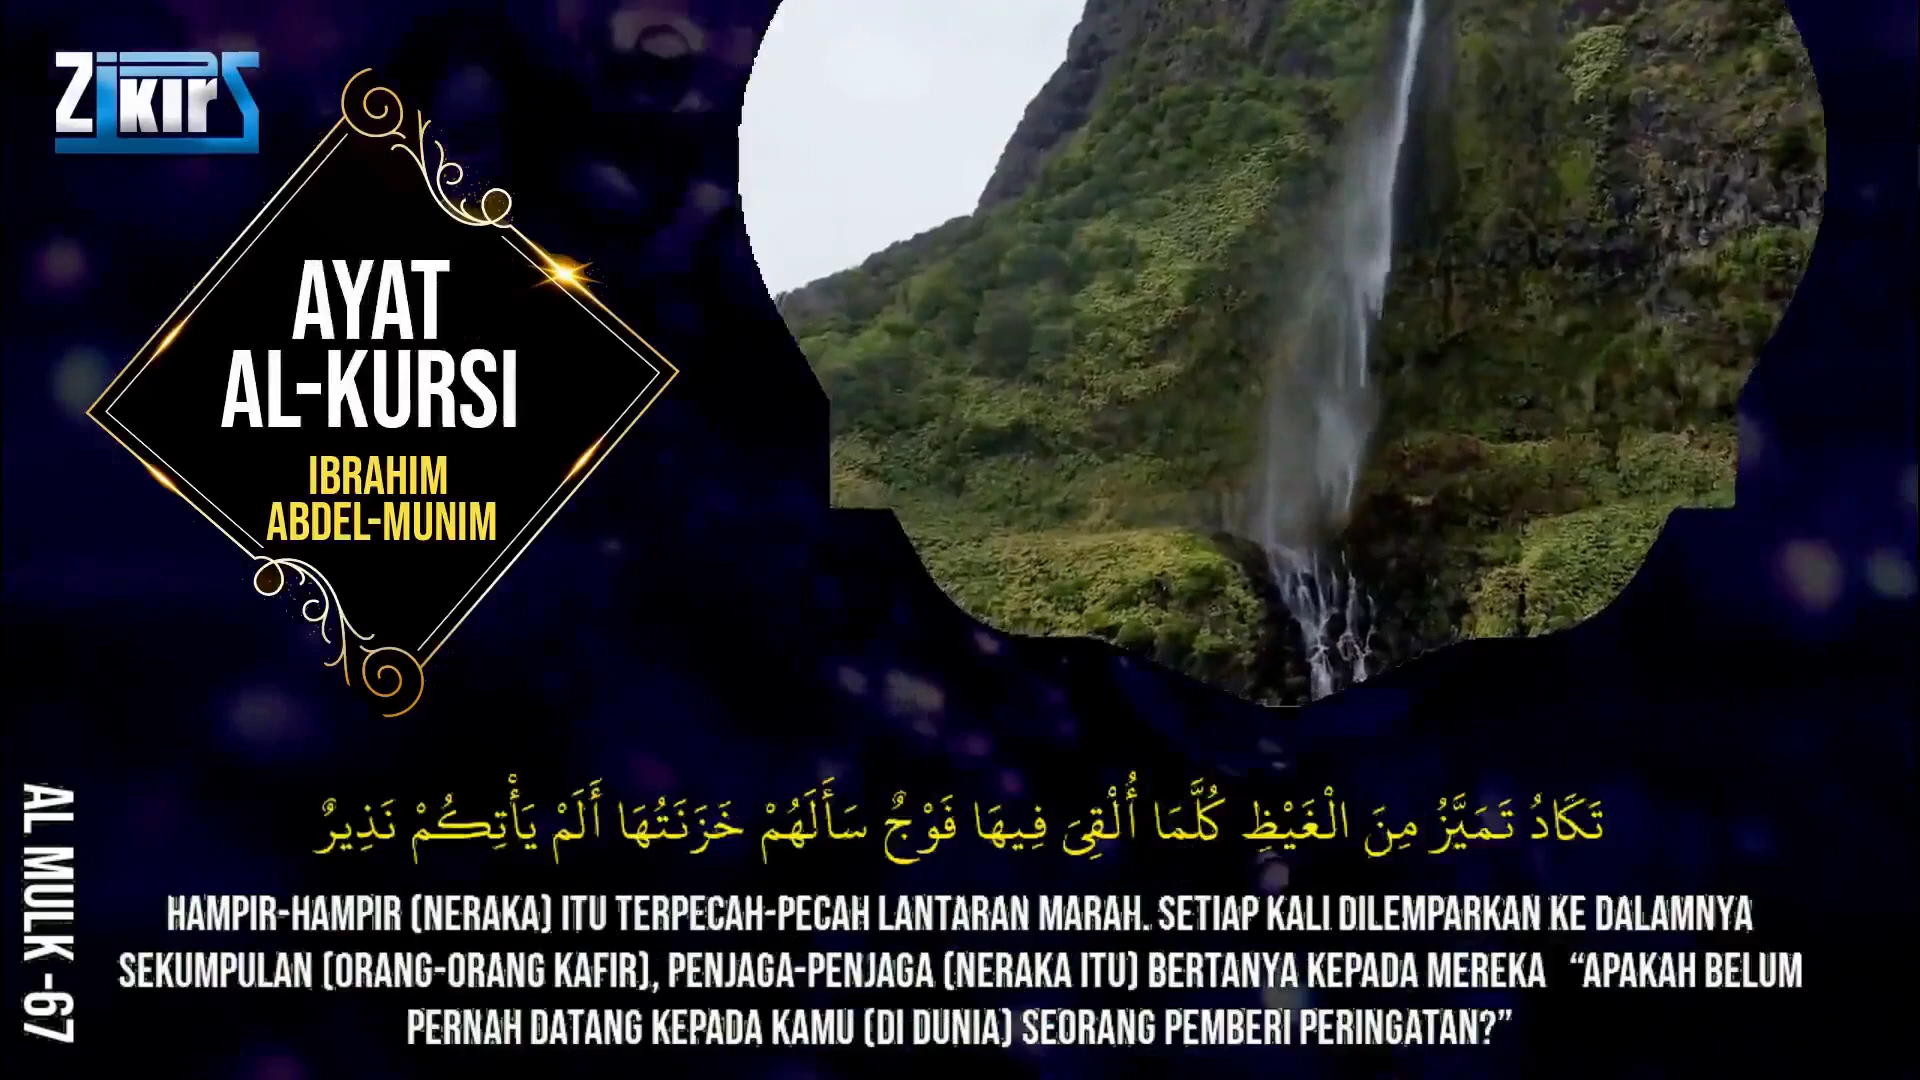 ZikirS
AYAT
AL-KURSI
IBRAHIM
ABDEL-MUNIM
تَكَادُ تَمَيَّزُ مِنَ الْغَيْظِ كُلَّمَا أُلْقِىَ فِيهَا فَوْجٌ سَأَلَهُمْ خَزَنَتُهَا أَلَمْ يَأْتِكُمْ نَذِيرٌ
HAMPIR-HAMPIR (NERAKA) ITU TERPECAH-PECAH LANTARAN MARAH. SETIAP KALI DILEMPARKAN KE DALAMNYA
SEKUMPULAN (ORANG-ORANG KAFIR), PENJAGA-PENJAGA (NERAKA ITU) BERTANYA KEPADA MEREKA “APAKAH BELUM
PERNAH DATANG KEPADA KAMU (DI DUNIA) SEORANG PEMBERI PERINGATAN?”
AL MULK -67